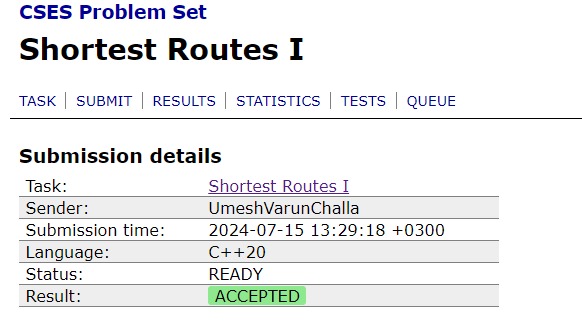 CSES Problem Set
Shortest Routes I
TASK | SUBMIT | RESULTS | STATISTICS | TESTS | QUEUE
Submission details
Task: Shortest Routes I
Sender: UmeshVarunChalla
Submission time: 2024-07-15 13:29:18 +0300
Language: C++20
Status: READY
Result: ACCEPTED